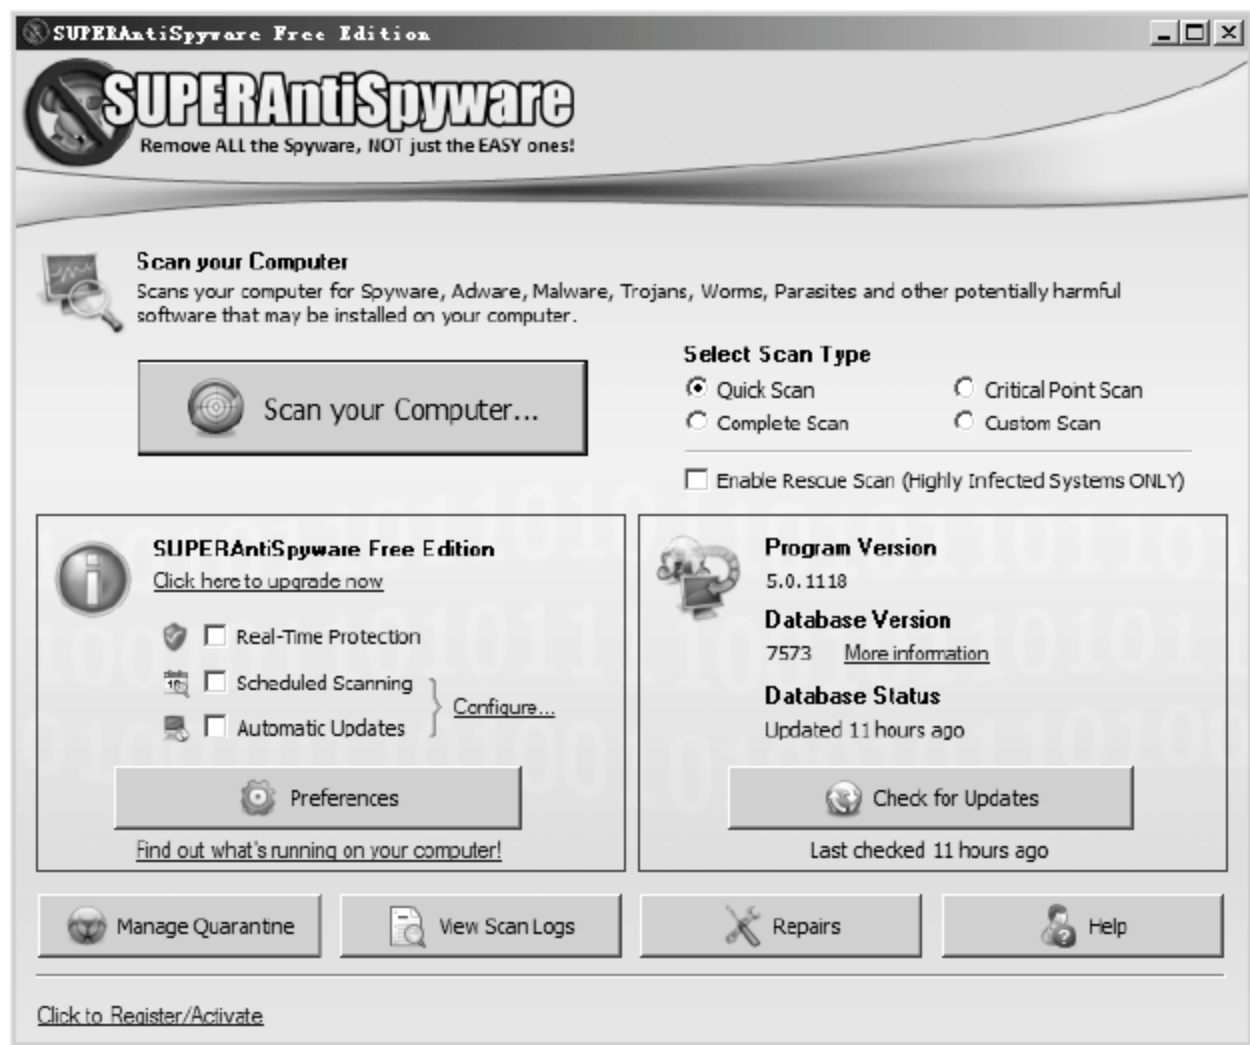 SUPERAntiSpyware Free Edition
SUPERAntiSpyware
Remove ALL the Spyware, NOT just the EASY ones!
Scan your Computer
Scans your computer for Spyware, Adware, Malware, Trojans, Worms, Parasites and other potentially harmful
software that may be installed on your computer.
Scan your Computer...
Select Scan Type
Quick Scan
Critical Point Scan
Complete Scan
Custom Scan
Enable Rescue Scan (Highly Infected Systems ONLY)
SUPERAntiSpyware Free Edition
Click here to upgrade now
Real-Time Protection
Scheduled Scanning
Automatic Updates
Configure...
Preferences
Find out what's running on your computer!
Program Version
5.0.1118
Database Version
7573 More information
Database Status
Updated 11 hours ago
Check for Updates
Last checked 11 hours ago
Manage Quarantine
View Scan Logs
Repairs
Help
Click to Register/Activate